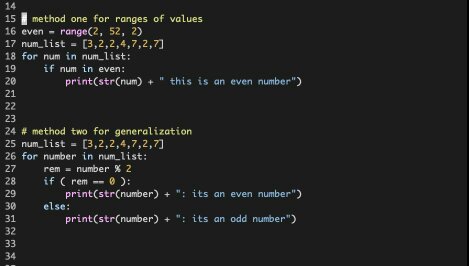 14
15 # method one for ranges of values
16 even = range(2, 52, 2)
17 num_list = [3,2,2,4,7,2,7]
18 for num in num_list:
19     if num in even:
20         print(str(num) + " this is an even number")
21
22
23
24 # method two for generalization
25 num_list = [3,2,2,4,7,2,7]
26 for number in num_list:
27     rem = number % 2
28     if ( rem == 0 ):
29         print(str(number) + ": its an even number")
30     else:
31         print(str(number) + ": its an odd number")
32
33
34